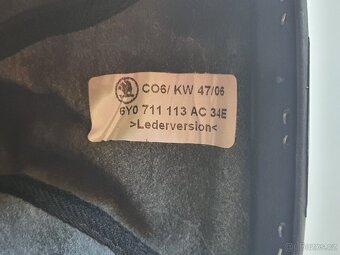 CO6/ KW 47/06
6Y0 711 113 AC 34E
>Lederversion<